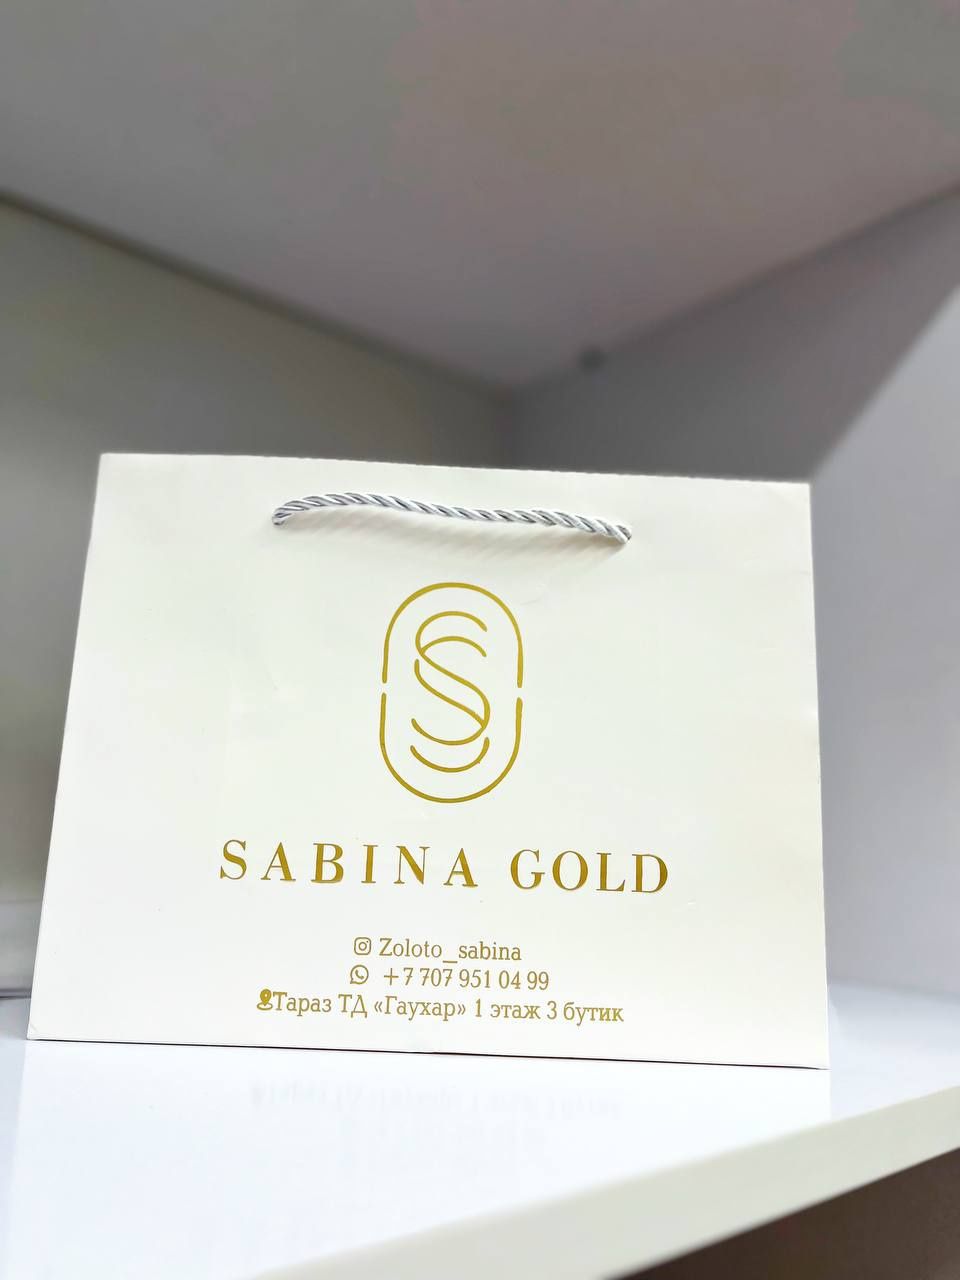 SABINA GOLD
Zoloto_sabina
+7 707 951 04 99
Тараз ТД «Гаухар» 1 этаж 3 бутик